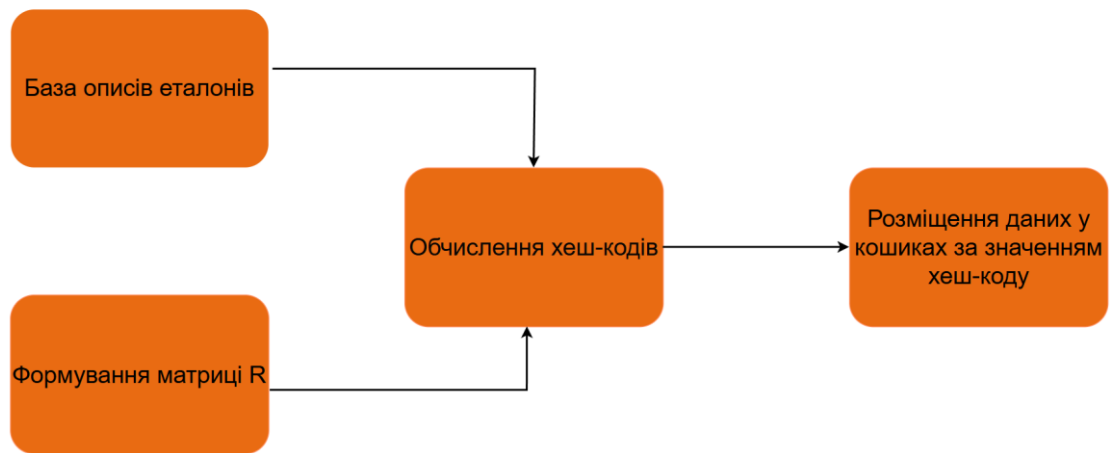 База описів еталонів
Обчислення хеш-кодів
Розміщення даних у
кошиках за значенням
хеш-коду
Формування матриці R